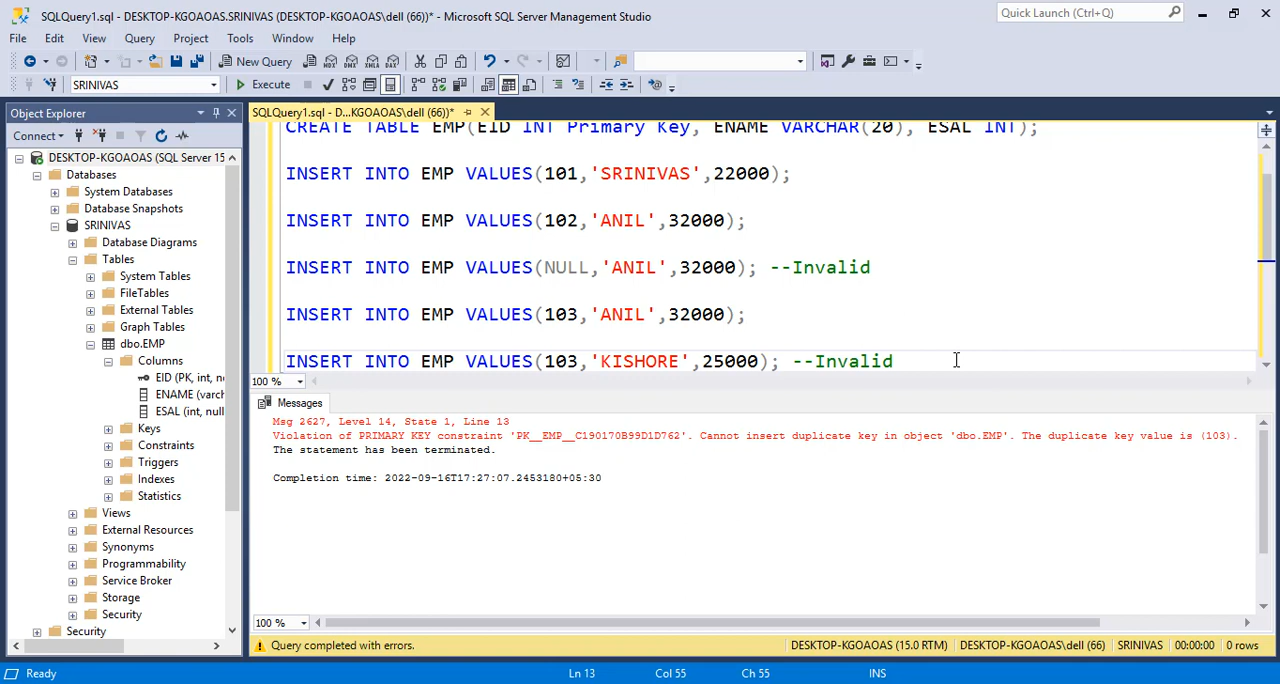 SQLQuery1.sql - DESKTOP-KGOAOAS.SRINIVAS (DESKTOP-KGOAOAS\dell (66))* - Microsoft SQL Server Management Studio
Quick Launch (Ctrl+Q)
File Edit View Query Project Tools Window Help
New Query
MDX DMX XMLA DAX
SRINIVAS
Execute
Object Explorer
SQLQuery1.sql - D...KGOAOAS\dell (66))*
Connect
DESKTOP-KGOAOAS (SQL Server 15
Databases
System Databases
Database Snapshots
SRINIVAS
Database Diagrams
Tables
System Tables
FileTables
External Tables
Graph Tables
dbo.EMP
Columns
EID (PK, int, n
ENAME (varc
ESAL (int, null
Keys
Constraints
Triggers
Indexes
Statistics
Views
External Resources
Synonyms
Programmability
Service Broker
Storage
Security
Security
CREATE TABLE EMP(EID INT Primary Key, ENAME VARCHAR(20), ESAL INT);
INSERT INTO EMP VALUES(101,'SRINIVAS',22000);
INSERT INTO EMP VALUES(102,'ANIL',32000);
INSERT INTO EMP VALUES(NULL,'ANIL',32000); --Invalid
INSERT INTO EMP VALUES(103,'ANIL',32000);
INSERT INTO EMP VALUES(103,'KISHORE',25000); --Invalid
100 %
Messages
Msg 2627, Level 14, State 1, Line 13
Violation of PRIMARY KEY constraint 'PK__EMP__C190170B99D1D762'. Cannot insert duplicate key in object 'dbo.EMP'. The duplicate key value is (103).
The statement has been terminated.
Completion time: 2022-09-16T17:27:07.2453180+05:30
100 %
Query completed with errors.
DESKTOP-KGOAOAS (15.0 RTM) DESKTOP-KGOAOAS\dell (66) SRINIVAS 00:00:00 0 rows
Ready
Ln 13 Col 55 Ch 55 INS